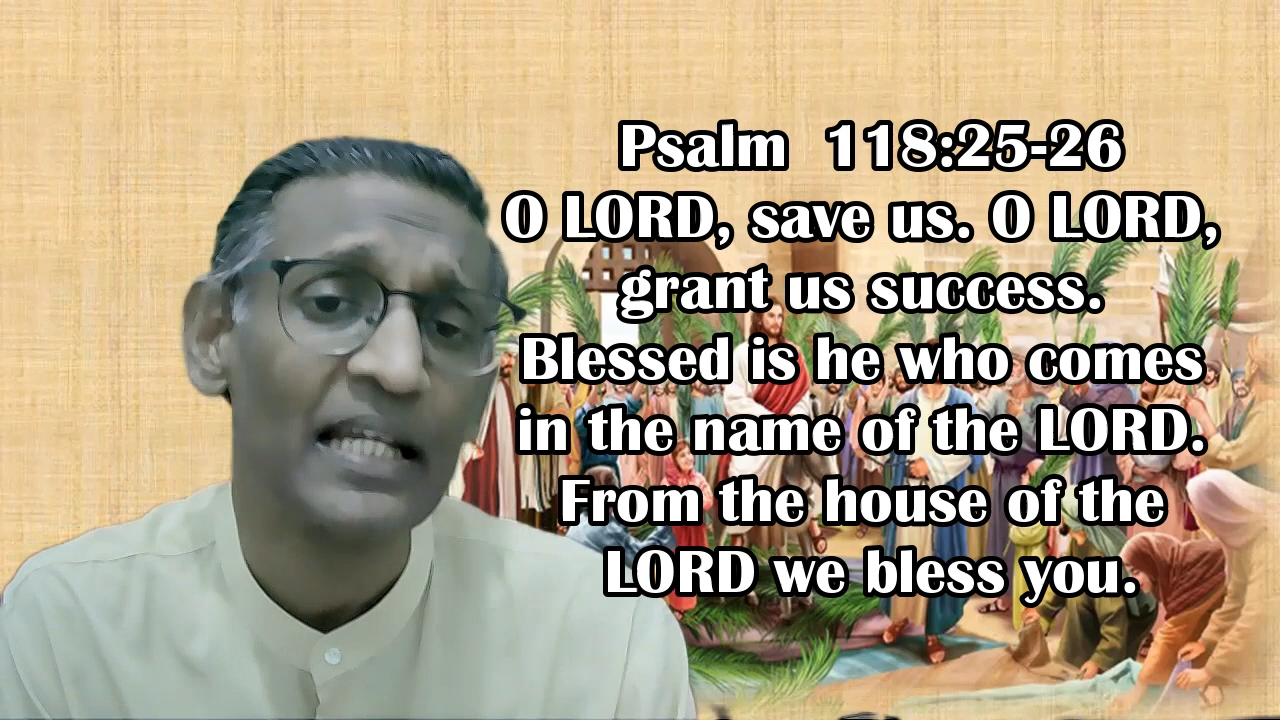 Psalm 118:25-26
O LORD, save us. O LORD,
grant us success.
Blessed is he who comes
in the name of the LORD.
From the house of the
LORD we bless you.